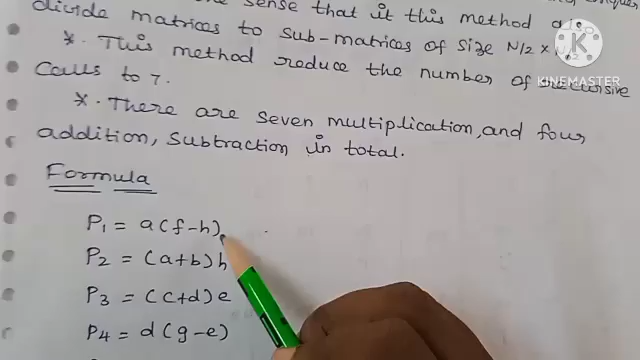 sense that it this method
divide matrices to sub-matrices of size N/2 ×
*. This method reduce the number of recursive
Calls to 7.
*. There are seven multiplication, and four
addition, subtraction in total.
Formula
P1 = a(f-h)
P2 = (a+b)h
P3 = (c+d)e
P4 = d(g-e)
KINEMASTER